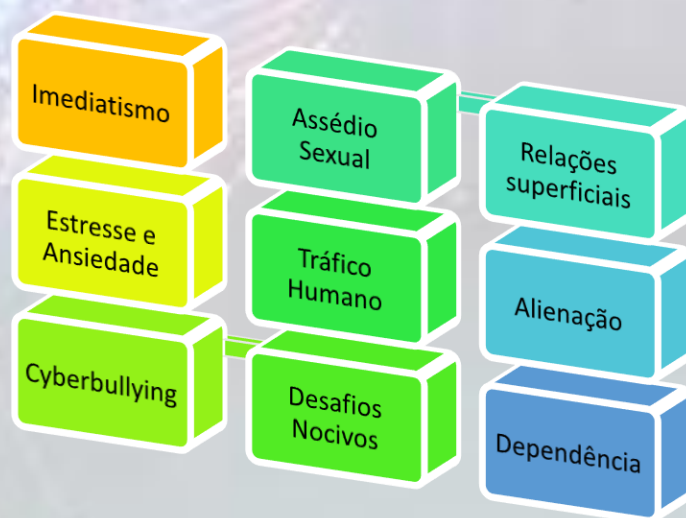 Imediatismo
Estresse e
Ansiedade
Cyberbullying
Desafios
Nocivos
Tráfico
Humano
Assédio
Sexual
Relações
superficiais
Alienação
Dependência